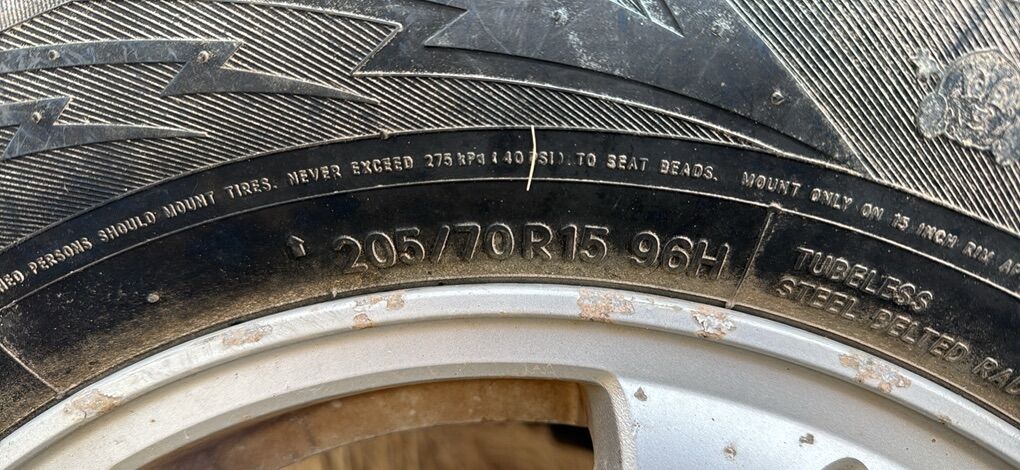 PERSONS SHOULD MOUNT TIRES. NEVER EXCEED 275 kPa (40 PSI). TO SEAT BEADS. MOUNT ONLY ON 15 INCH RIM
205/70R15 96H
TUBELESS
STEEL BELTED